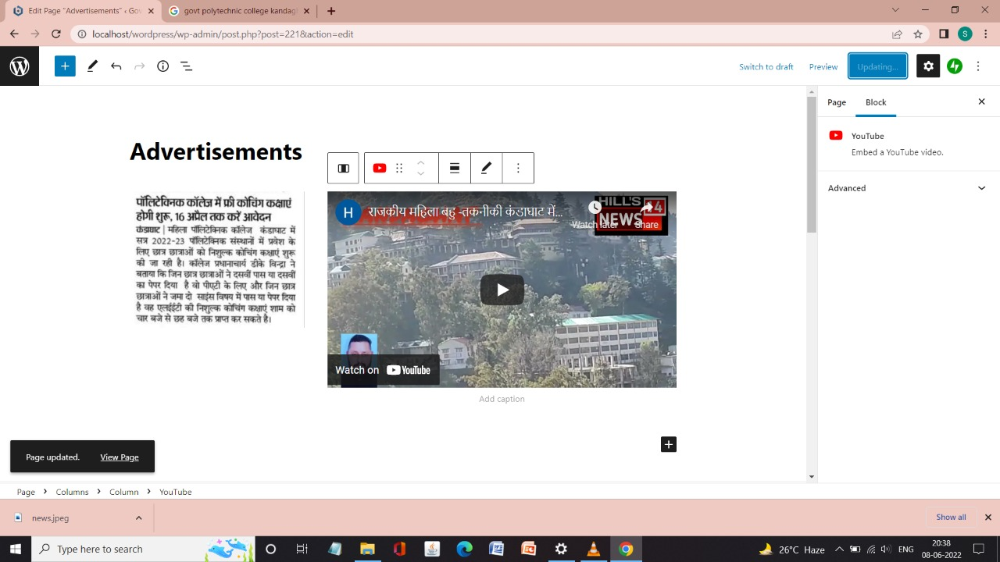 Edit Page "Advertisements" ‹ Gov
govt polytechnic college kandag
localhost/wordpress/wp-admin/post.php?post=221&action=edit
Switch to draft
Preview
Updating...
Page
Block
YouTube
Embed a YouTube video.
Advanced
Advertisements
पॉलिटेक्निक कॉलेज में फ्री कोचिंग कक्षाएं
होगी शुरू, 16 अप्रैल तक करें आवेदन
कंडाघाट | महिला पॉलिटेक्निक कॉलेज कंडाघाट में
सत्र 2022-23 पॉलिटेक्निक संस्थानों में प्रवेश के
लिए छात्र छात्राओं को निशुल्क कोचिंग कक्षाएं शुरू
की जा रही है। कॉलेज प्रधानाचार्य डीके विन्द्रा ने
बताया कि जिन छात्र छात्राओं ने दसवीं पास या दसवीं
का पेपर दिया है वो पीएटी के लिए और जिन छात्र
छात्राओं ने जमा दो साइंस विषय में पास या पेपर दिया
है वह एलईईटी की निशुल्क कोचिंग कक्षाएं शाम को
चार बजे से छह बजे तक प्राप्त कर सकते है।
H
राजकीय महिला बहु -तकनीकी कंडाघाट में...
Watch later
Share
HILL'S 24
NEWS
Watch on YouTube
Add caption
Page updated.
View Page
Page > Columns > Column > YouTube
news.jpeg
Show all
Type here to search
26°C Haze
ENG
20:38
08-06-2022